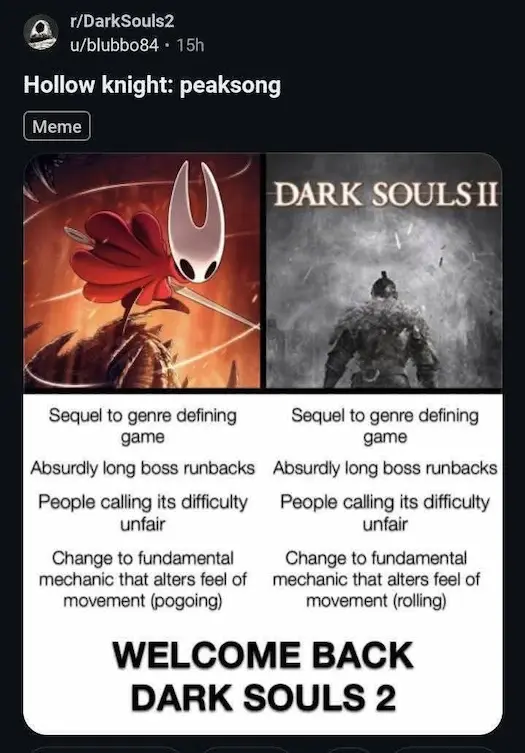 r/DarkSouls2
u/blubbo84 • 15h
Hollow knight: peaksong
Meme
DARK SOULS II
Sequel to genre defining
game
Absurdly long boss runbacks
People calling its difficulty
unfair
Change to fundamental
mechanic that alters feel of
movement (pogoing)
Sequel to genre defining
game
Absurdly long boss runbacks
People calling its difficulty
unfair
Change to fundamental
mechanic that alters feel of
movement (rolling)
WELCOME BACK
DARK SOULS 2